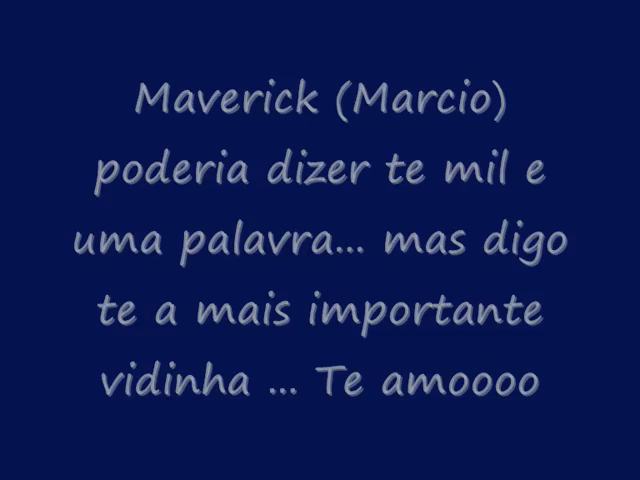 Maverick (Marcio)
poderia dizer te mil e
uma palavra... mas digo
te a mais importante
vidinha ... Te amoooo